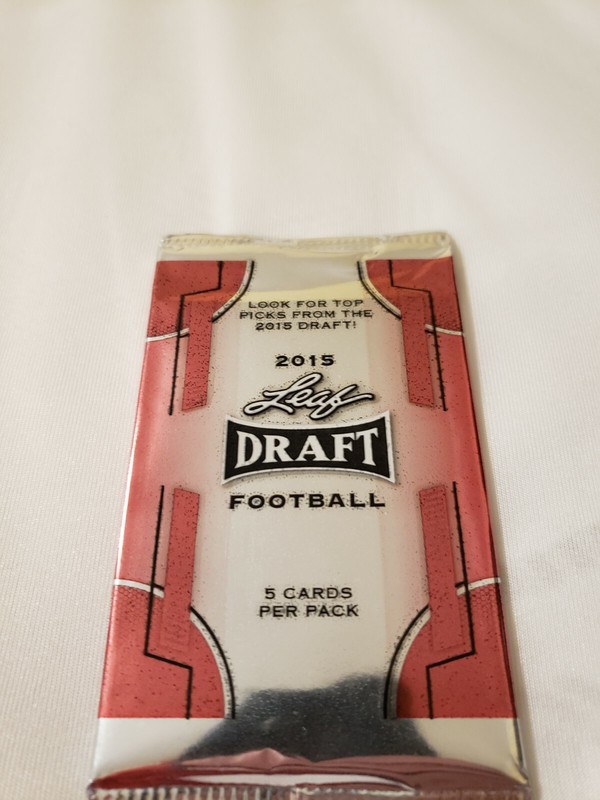 LOOK FOR TOP
PICKS FROM THE
2015 DRAFT!
2015
Leaf
DRAFT
FOOTBALL
5 CARDS
PER PACK